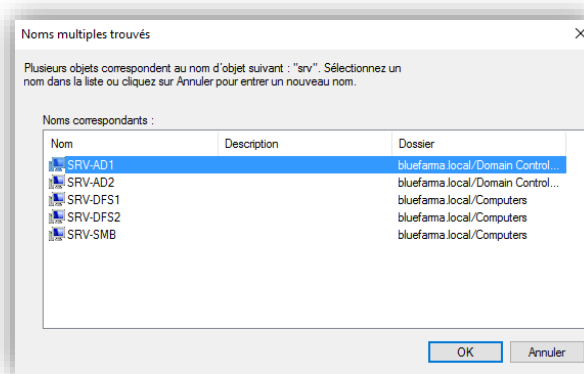 Noms multiples trouvés
Plusieurs objets correspondent au nom d'objet suivant : "srv". Sélectionnez un
nom dans la liste ou cliquez sur Annuler pour entrer un nouveau nom.
Noms correspondants :
Nom Description Dossier
SRV-AD1 bluefarma.local/Domain Control...
SRV-AD2 bluefarma.local/Domain Control...
SRV-DFS1 bluefarma.local/Computers
SRV-DFS2 bluefarma.local/Computers
SRV-SMB bluefarma.local/Computers
OK Annuler